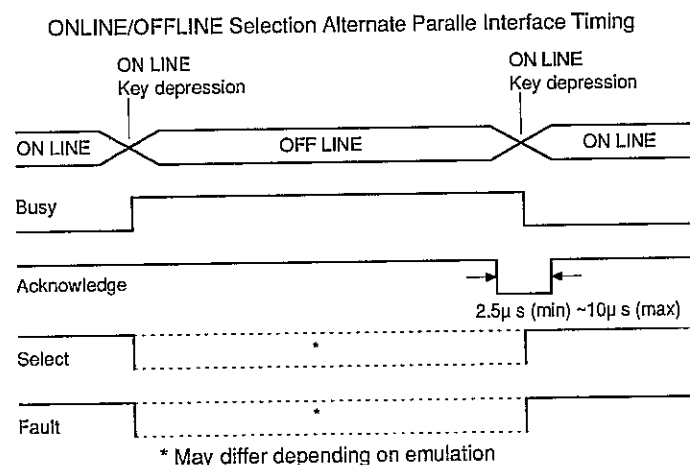 ONLINE/OFFLINE Selection Alternate Paralle Interface Timing
ON LINE
Key depression
ON LINE
Key depression
ON LINE
OFF LINE
ON LINE
Busy
Acknowledge
2.5µ s (min) ~10µ s (max)
Select
*
Fault
*
* May differ depending on emulation